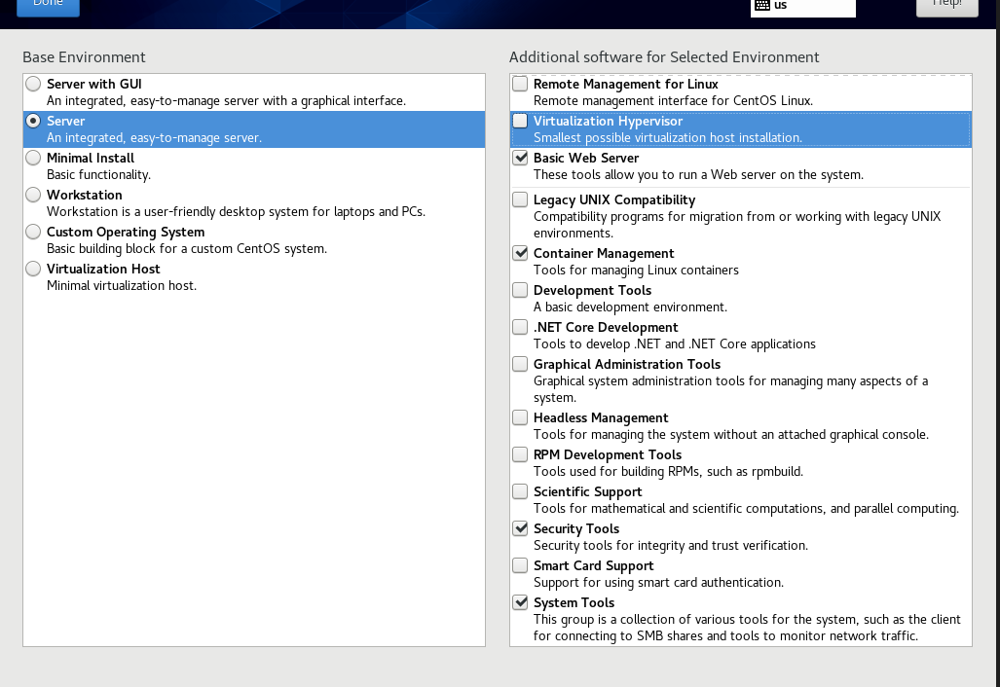 Done
us
Help!
Base Environment
Server with GUI
An integrated, easy-to-manage server with a graphical interface.
Server
An integrated, easy-to-manage server.
Minimal Install
Basic functionality.
Workstation
Workstation is a user-friendly desktop system for laptops and PCs.
Custom Operating System
Basic building block for a custom CentOS system.
Virtualization Host
Minimal virtualization host.
Additional software for Selected Environment
Remote Management for Linux
Remote management interface for CentOS Linux.
Virtualization Hypervisor
Smallest possible virtualization host installation.
Basic Web Server
These tools allow you to run a Web server on the system.
Legacy UNIX Compatibility
Compatibility programs for migration from or working with legacy UNIX
environments.
Container Management
Tools for managing Linux containers
Development Tools
A basic development environment.
.NET Core Development
Tools to develop .NET and .NET Core applications
Graphical Administration Tools
Graphical system administration tools for managing many aspects of a
system.
Headless Management
Tools for managing the system without an attached graphical console.
RPM Development Tools
Tools used for building RPMs, such as rpmbuild.
Scientific Support
Tools for mathematical and scientific computations, and parallel computing.
Security Tools
Security tools for integrity and trust verification.
Smart Card Support
Support for using smart card authentication.
System Tools
This group is a collection of various tools for the system, such as the client
for connecting to SMB shares and tools to monitor network traffic.